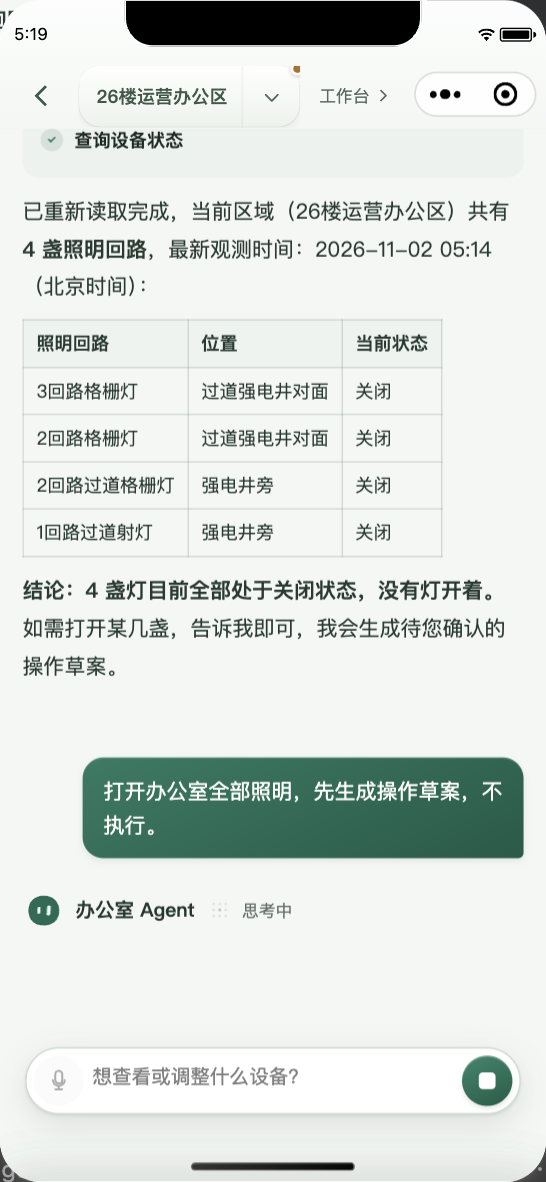 5:19
26楼运营办公区
工作台
查询设备状态
已重新读取完成，当前区域（26楼运营办公区）共有
4 盏照明回路，最新观测时间：2026-11-02 05:14
（北京时间）：
照明回路 位置 当前状态
3回路格栅灯 过道强电井对面 关闭
2回路格栅灯 过道强电井对面 关闭
2回路过道格栅灯 强电井旁 关闭
1回路过道射灯 强电井旁 关闭
结论：4 盏灯目前全部处于关闭状态，没有灯开着。
如需打开某几盏，告诉我即可，我会生成待您确认的
操作草案。
打开办公室全部照明，先生成操作草案，不
执行。
办公室 Agent 思考中
想查看或调整什么设备？